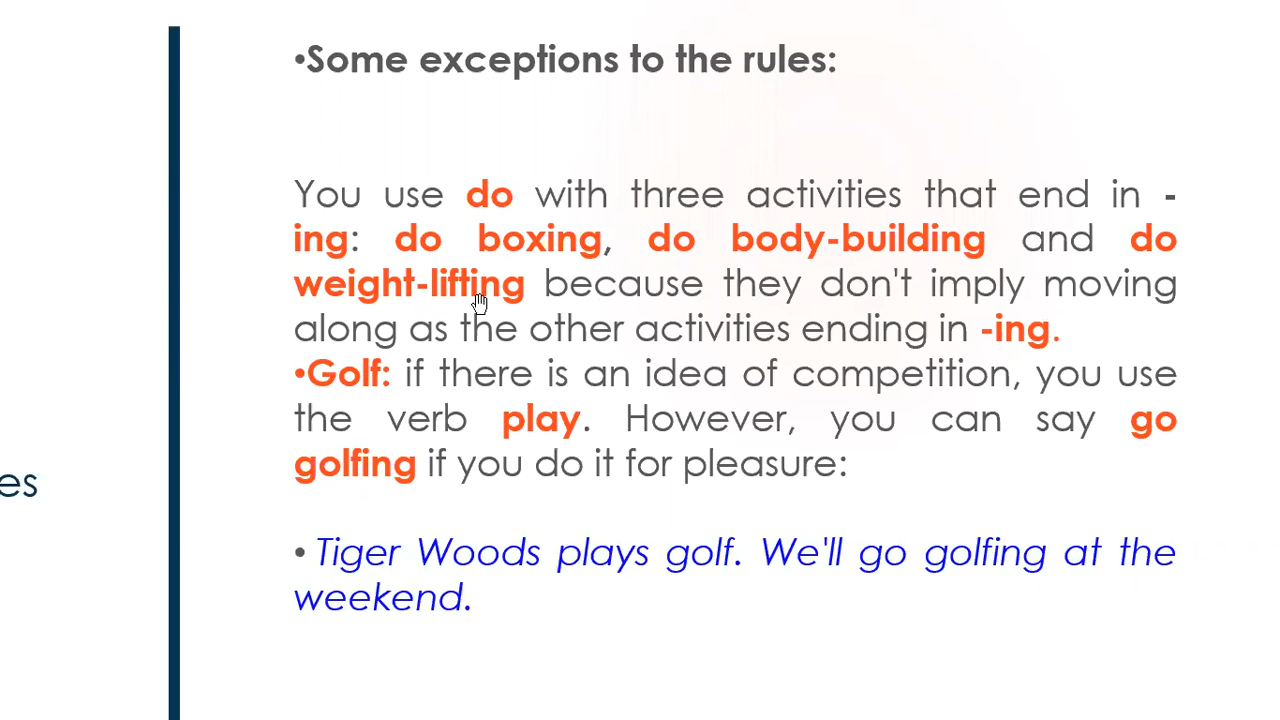 •Some exceptions to the rules:
You use do with three activities that end in -
ing: do boxing, do body-building and do
weight-lifting because they don't imply moving
along as the other activities ending in -ing.
•Golf: if there is an idea of competition, you use
the verb play. However, you can say go
golfing if you do it for pleasure:
es
• Tiger Woods plays golf. We'll go golfing at the
weekend.